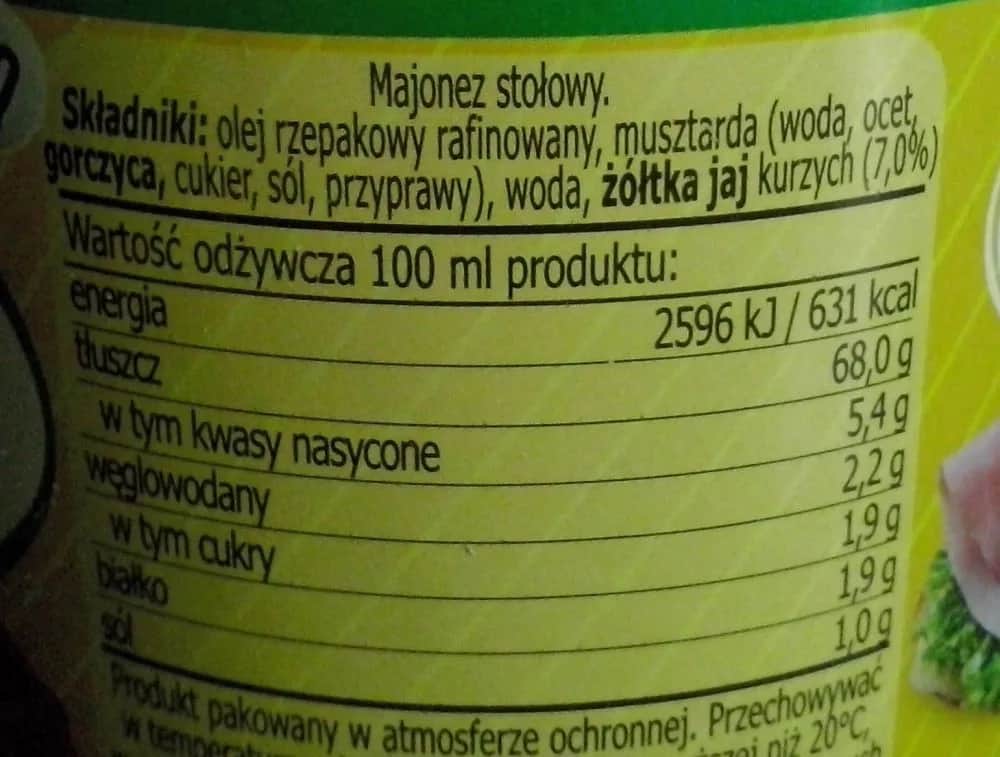 Majonez stołowy.
Składniki: olej rzepakowy rafinowany, musztarda (woda, ocet,
gorczyca, cukier, sól, przyprawy), woda, żółtka jaj kurzych (7,0%)
Wartość odżywcza 100 ml produktu:
energia 2596 kJ / 631 kcal
tłuszcz 68,0 g
w tym kwasy nasycone 5,4 g
węglowodany 2,2 g
w tym cukry 1,9 g
białko 1,9 g
sól 1,0 g
Produkt pakowany w atmosferze ochronnej. Przechowywać
w niż 20°C,